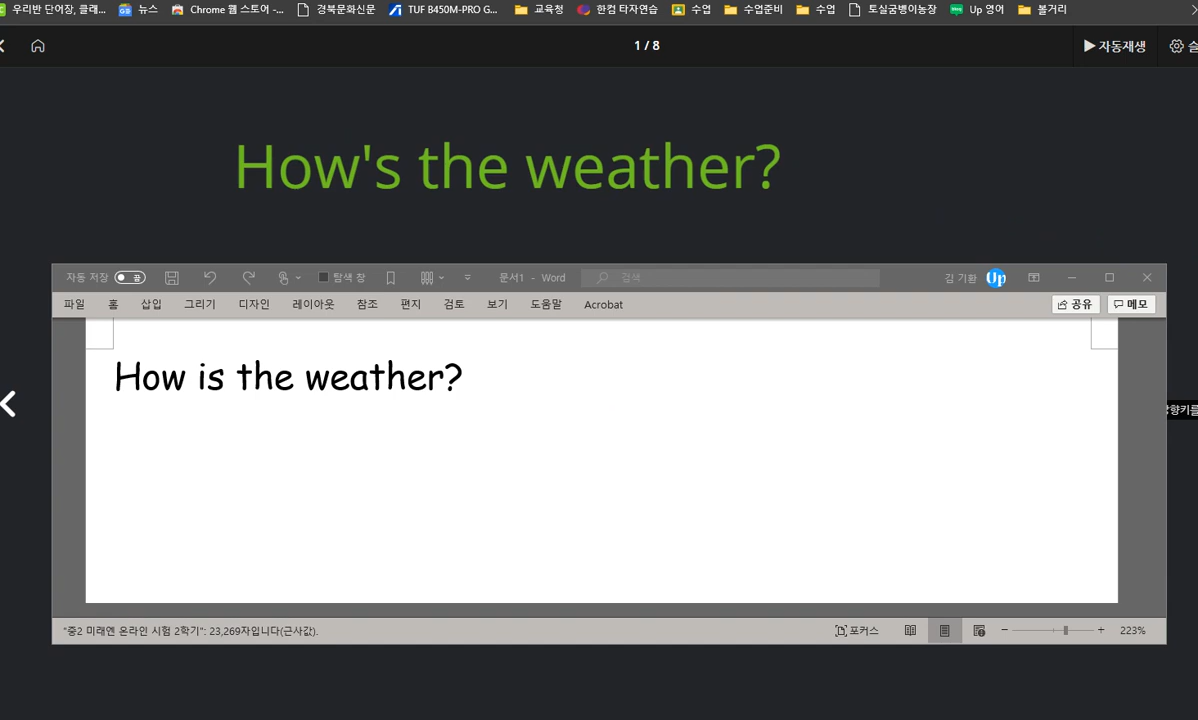 우리반 단어장, 클래... 뉴스 Chrome 웹 스토어 -... 경북문화신문 TUF B450M-PRO G... 교육청 한컴 타자연습 수업 수업준비 수업 토실굼벵이농장 Up 영어 볼거리
1 / 8 자동재생 슬
How's the weather?
자동 저장 끔 탐색 창 문서1 - Word 검색 김 기환 Up
파일 홈 삽입 그리기 디자인 레이아웃 참조 편지 검토 보기 도움말 Acrobat 공유 메모
How is the weather?
방향키를
"중2 미래엔 온라인 시험 2학기": 23,269자입니다(근사값). 포커스 223%